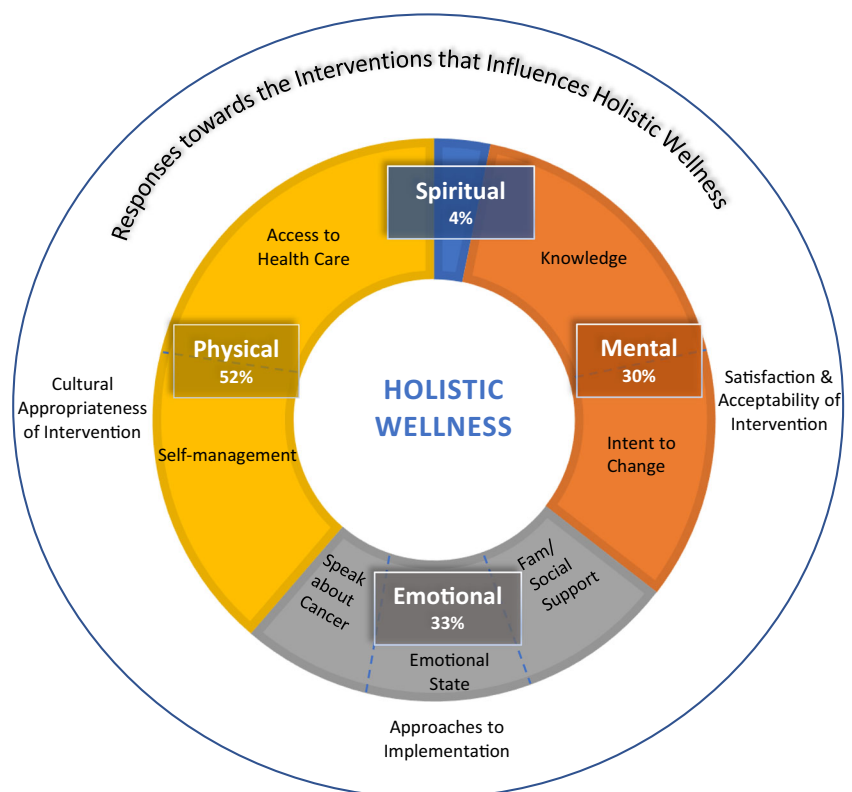 Responses towards the Interventions that Influences Holistic Wellness
Spiritual
4%
Access to
Health Care
Knowledge
Physical
52%
Mental
30%
HOLISTIC
WELLNESS
Cultural
Appropriateness
of Intervention
Satisfaction &
Acceptability of
Intervention
Self-management
Intent to
Change
Speak
about
Cancer
Emotional
33%
Fam/
Social
Support
Emotional
State
Approaches to
Implementation